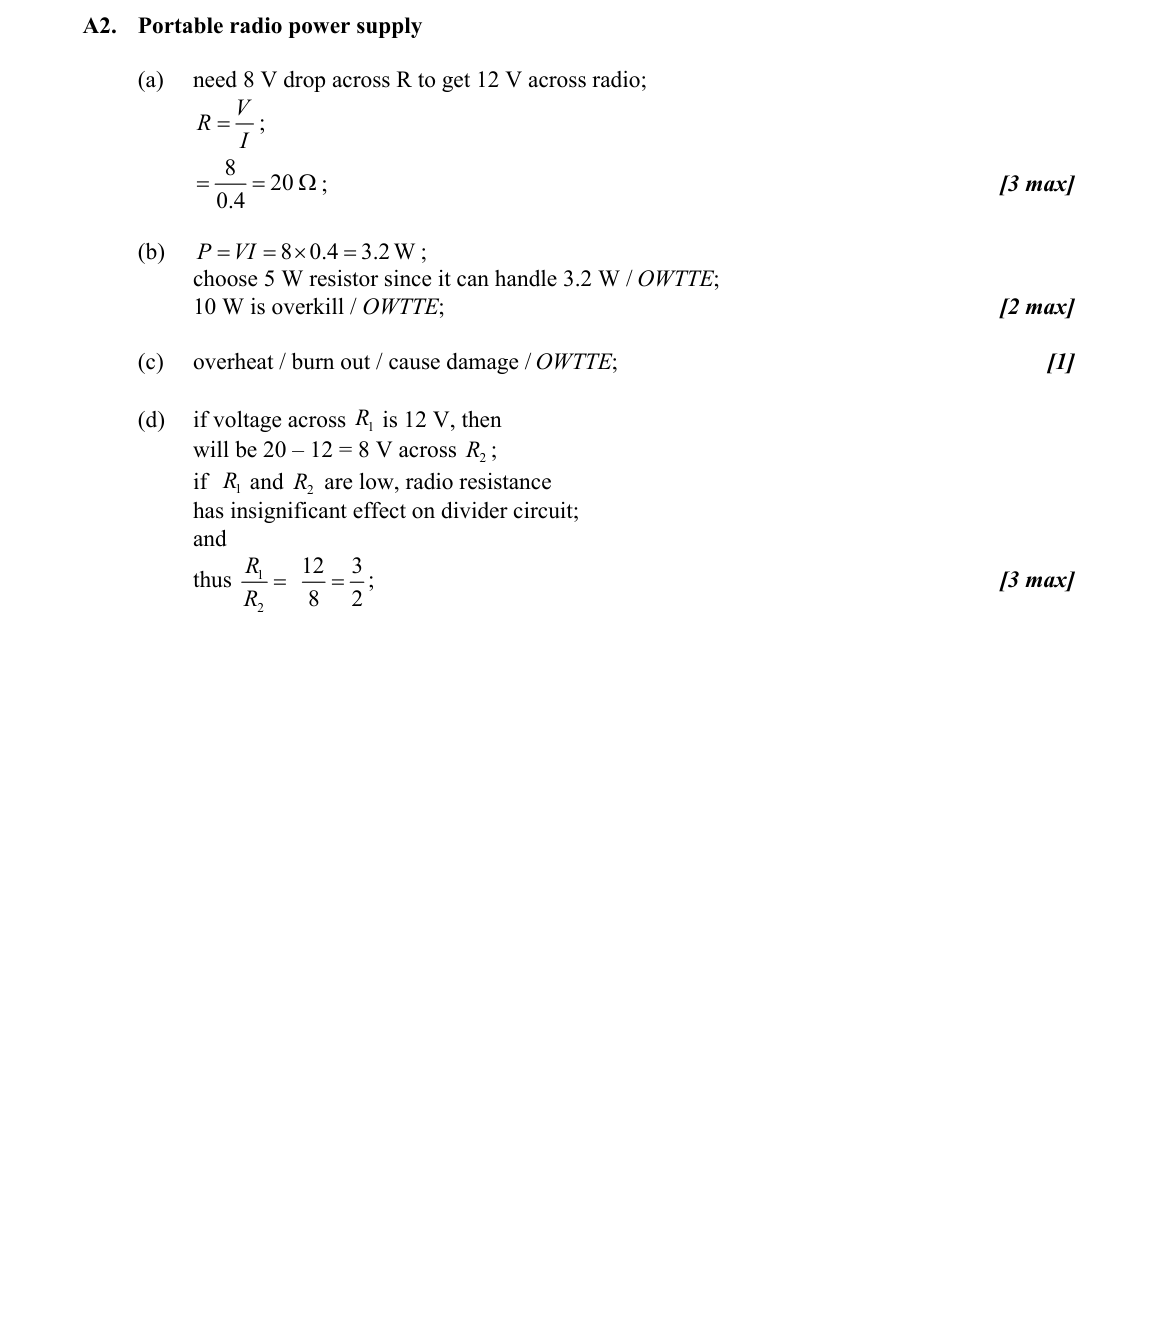 A2. Portable radio power supply
(a) need 8 V drop across R to get 12 V across radio;
R = V/I ;
= 8/0.4 = 20 Ω ; [3 max]
(b) P = VI = 8×0.4 = 3.2 W ;
choose 5 W resistor since it can handle 3.2 W / OWTTE;
10 W is overkill / OWTTE; [2 max]
(c) overheat / burn out / cause damage / OWTTE; [1]
(d) if voltage across R₁ is 12 V, then
will be 20 – 12 = 8 V across R₂ ;
if R₁ and R₂ are low, radio resistance
has insignificant effect on divider circuit;
and
thus R₁/R₂ = 12/8 = 3/2 ; [3 max]